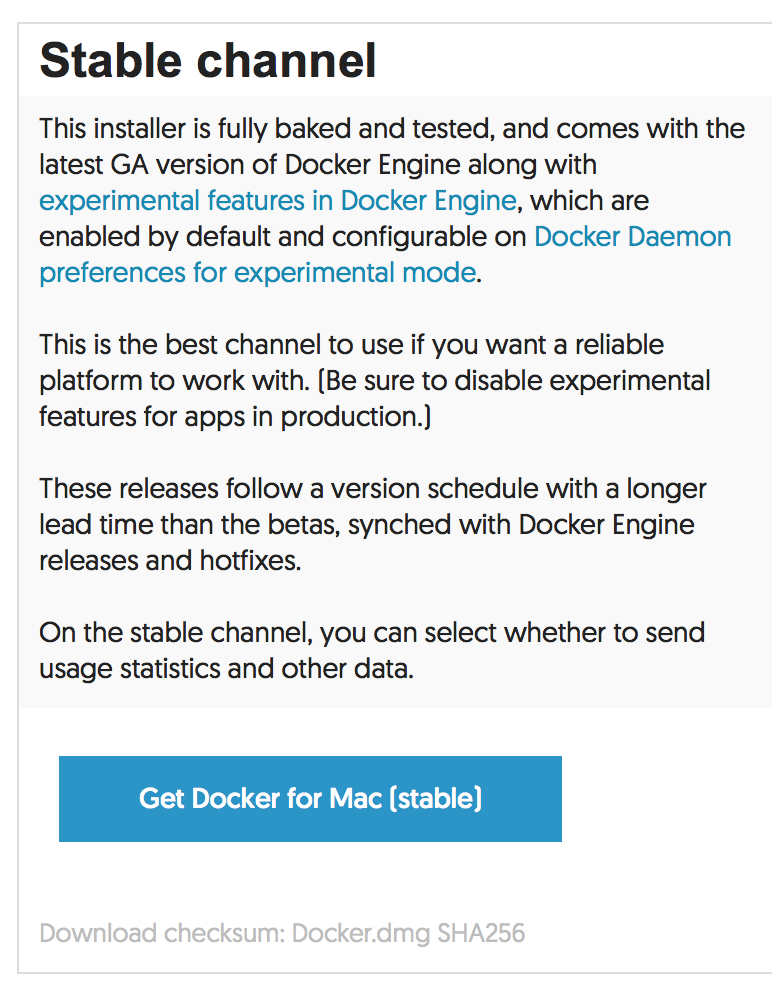 Stable channel
This installer is fully baked and tested, and comes with the
latest GA version of Docker Engine along with
experimental features in Docker Engine, which are
enabled by default and configurable on Docker Daemon
preferences for experimental mode.
This is the best channel to use if you want a reliable
platform to work with. (Be sure to disable experimental
features for apps in production.)
These releases follow a version schedule with a longer
lead time than the betas, synched with Docker Engine
releases and hotfixes.
On the stable channel, you can select whether to send
usage statistics and other data.
Get Docker for Mac (stable)
Download checksum: Docker.dmg SHA256